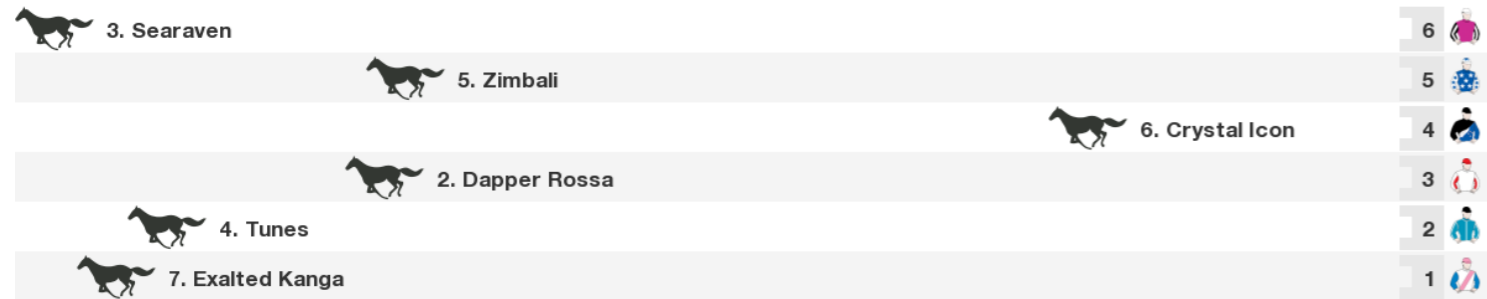 3. Searaven 6
5. Zimbali 5
6. Crystal Icon 4
2. Dapper Rossa 3
4. Tunes 2
7. Exalted Kanga 1